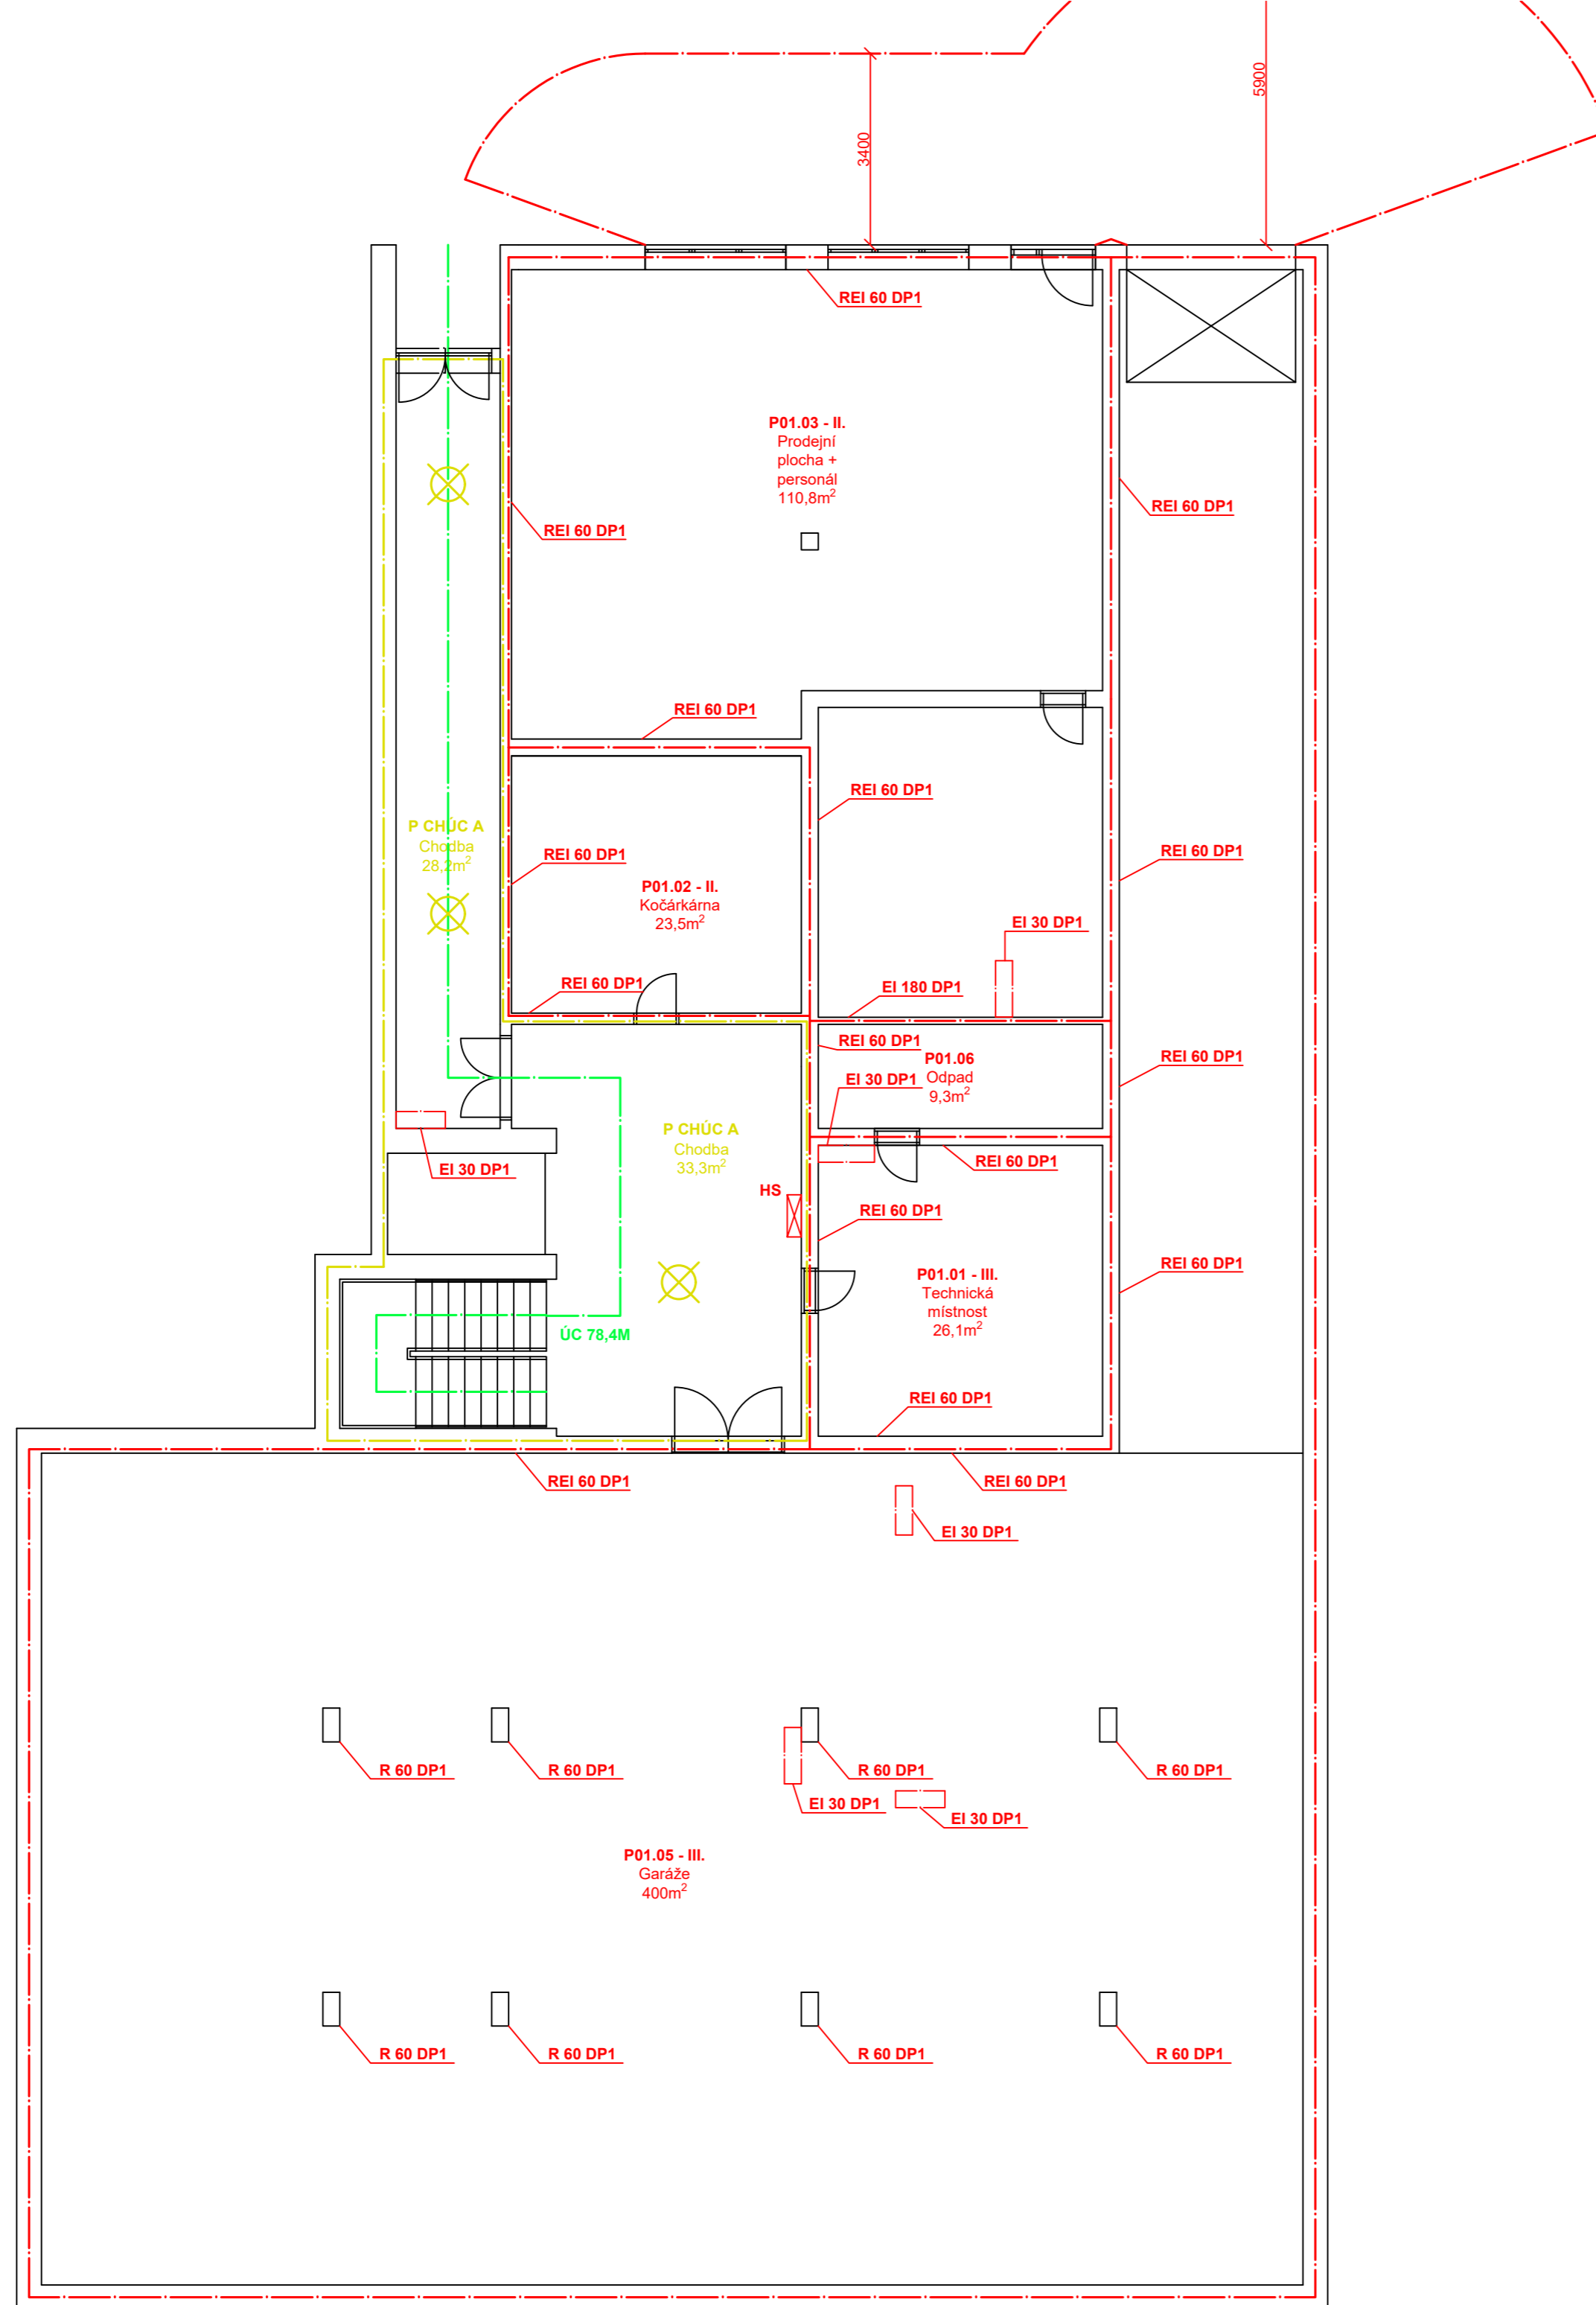 5900
3400
REI 60 DP1
P01.03 - II.
Prodejní
plocha +
personál
110,8m²
REI 60 DP1
REI 60 DP1
REI 60 DP1
REI 60 DP1
P CHÚC A
Chodba
28,2m²
REI 60 DP1
REI 60 DP1
P01.02 - II.
Kočárkárna
23,5m²
EI 30 DP1
REI 60 DP1
EI 180 DP1
REI 60 DP1
P01.06
Odpad
9,3m²
REI 60 DP1
EI 30 DP1
P CHÚC A
Chodba
33,3m²
EI 30 DP1
REI 60 DP1
HS
REI 60 DP1
REI 60 DP1
P01.01 - III.
Technická
místnost
26,1m²
ÚC 78,4M
REI 60 DP1
REI 60 DP1
REI 60 DP1
EI 30 DP1
R 60 DP1
R 60 DP1
R 60 DP1
R 60 DP1
EI 30 DP1
EI 30 DP1
P01.05 - III.
Garáže
400m²
R 60 DP1
R 60 DP1
R 60 DP1
R 60 DP1